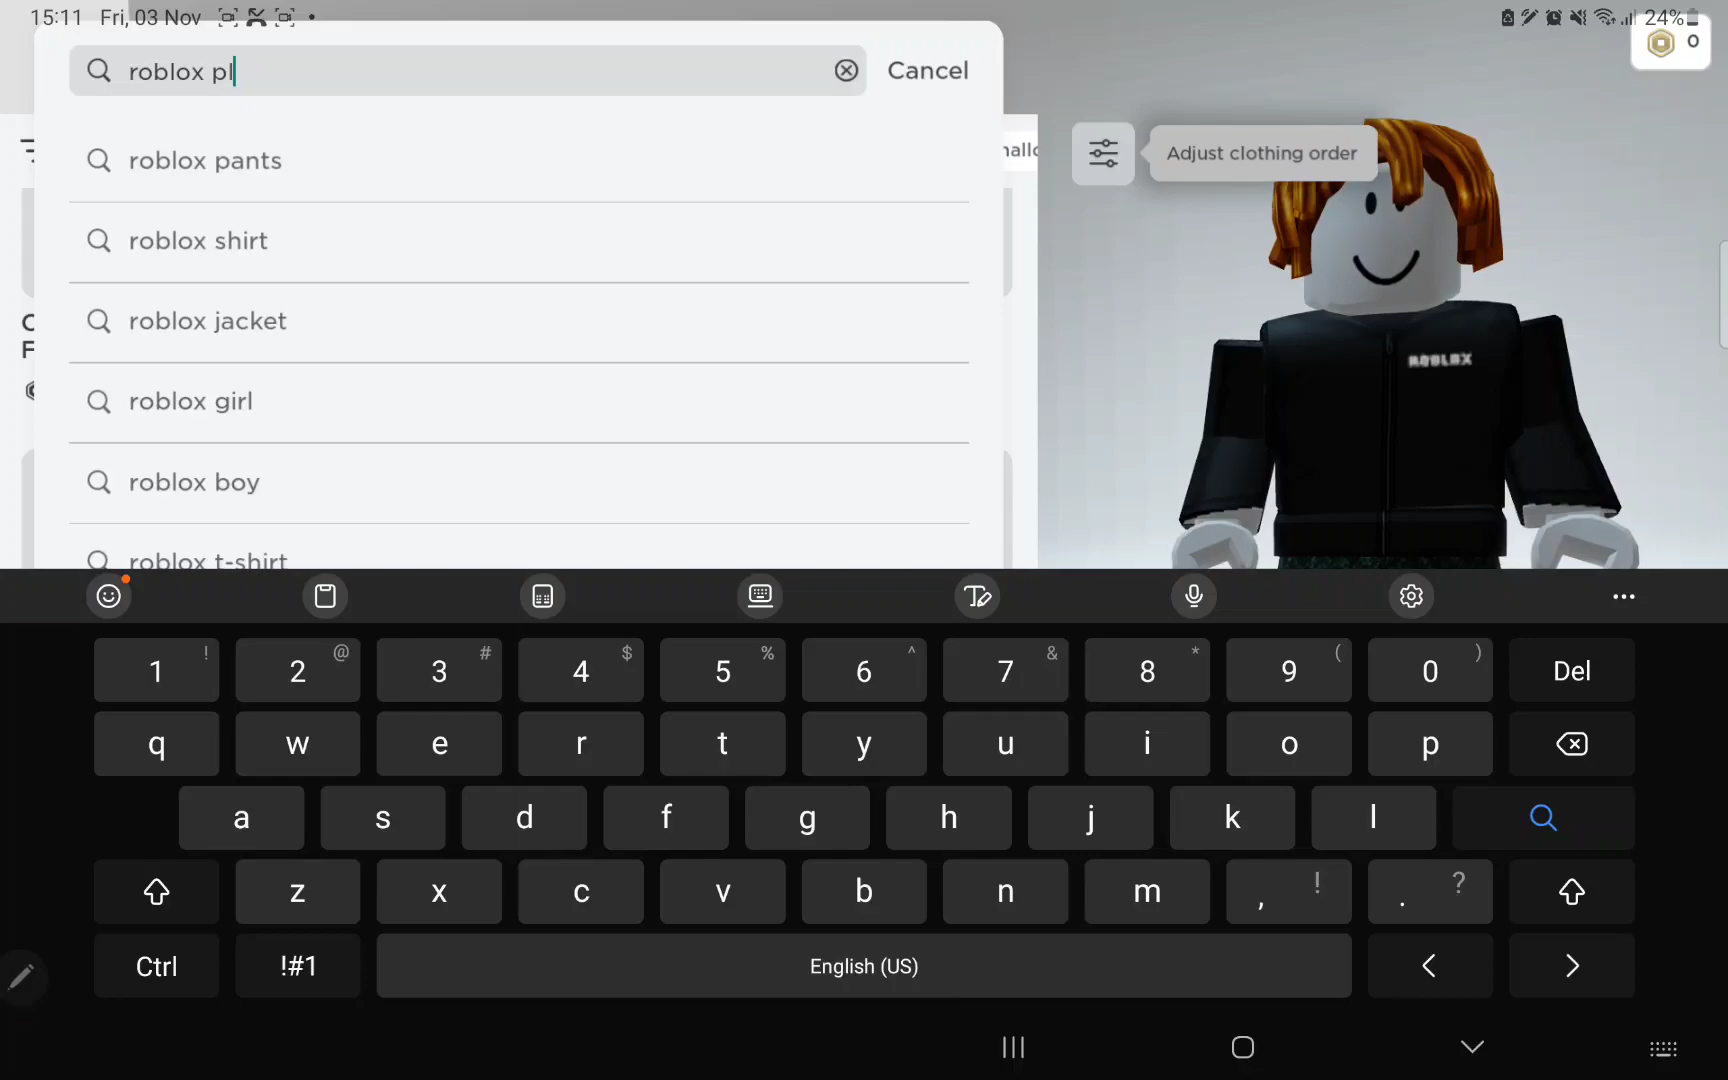 15:11 Fri, 03 Nov
24%
roblox pl
Cancel
0
roblox pants
hallo
Adjust clothing order
roblox shirt
C
roblox jacket
F
ROBLOX
roblox girl
roblox boy
roblox t-shirt
1 ! 2 @ 3 # 4 $ 5 % 6 ^ 7 & 8 * 9 ( 0 ) Del
q w e r t y u i o p
a s d f g h j k l
z x c v b n m , ! . ?
Ctrl !#1 English (US) < >